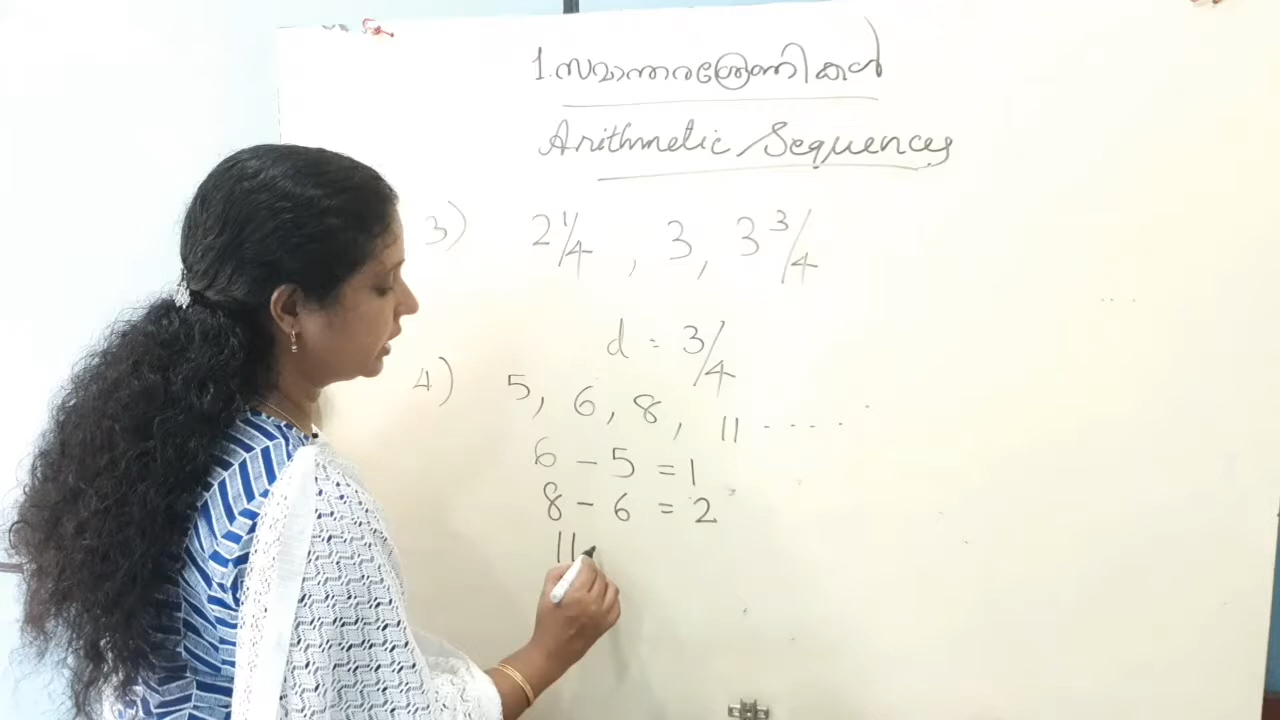 1. സമാന്തരശ്രേണികൾ
Arithmetic Sequences
3) 2 1/4 , 3, 3 3/4
d = 3/4
4) 5, 6, 8, 11 ....
6 - 5 = 1
8 - 6 = 2
11